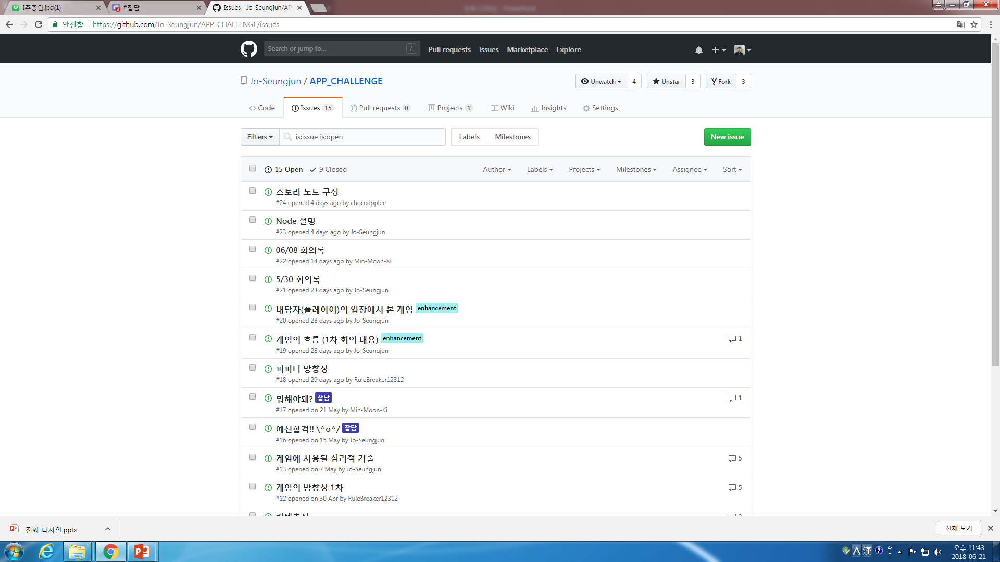 I주종원.jpg(1)
#잡담
Issues · Jo-Seungjun/AP
안전함
https://github.com/Jo-Seungjun/APP_CHALLENGE/issues
Search or jump to...
/
Pull requests
Issues
Marketplace
Explore
Jo-Seungjun / APP_CHALLENGE
Unwatch 4
Unstar 3
Fork 3
Code
Issues 15
Pull requests 0
Projects 1
Wiki
Insights
Settings
Filters
is:issue is:open
Labels
Milestones
New issue
15 Open
9 Closed
Author
Labels
Projects
Milestones
Assignee
Sort
스토리 노드 구성
#24 opened 4 days ago by chocoapplee
Node 설명
#23 opened 4 days ago by Jo-Seungjun
06/08 회의록
#22 opened 14 days ago by Min-Moon-Ki
5/30 회의록
#21 opened 23 days ago by Jo-Seungjun
내담자(플레이어)의 입장에서 본 게임 enhancement
#20 opened 28 days ago by Jo-Seungjun
게임의 흐름 (1차 회의 내용) enhancement
1
#19 opened 28 days ago by Jo-Seungjun
피피티 방향성
#18 opened 29 days ago by RuleBreaker12312
뭐해야돼? 잡담
1
#17 opened on 21 May by Min-Moon-Ki
예선합격!! \^o^/ 잡담
#16 opened on 15 May by Jo-Seungjun
게임에 사용될 심리적 기술
5
#13 opened on 7 May by Jo-Seungjun
게임의 방향성 1차
5
#12 opened on 30 Apr by RuleBreaker12312
진짜 디자인.pptx
전체 보기
A 漢
오후 11:43
2018-06-21